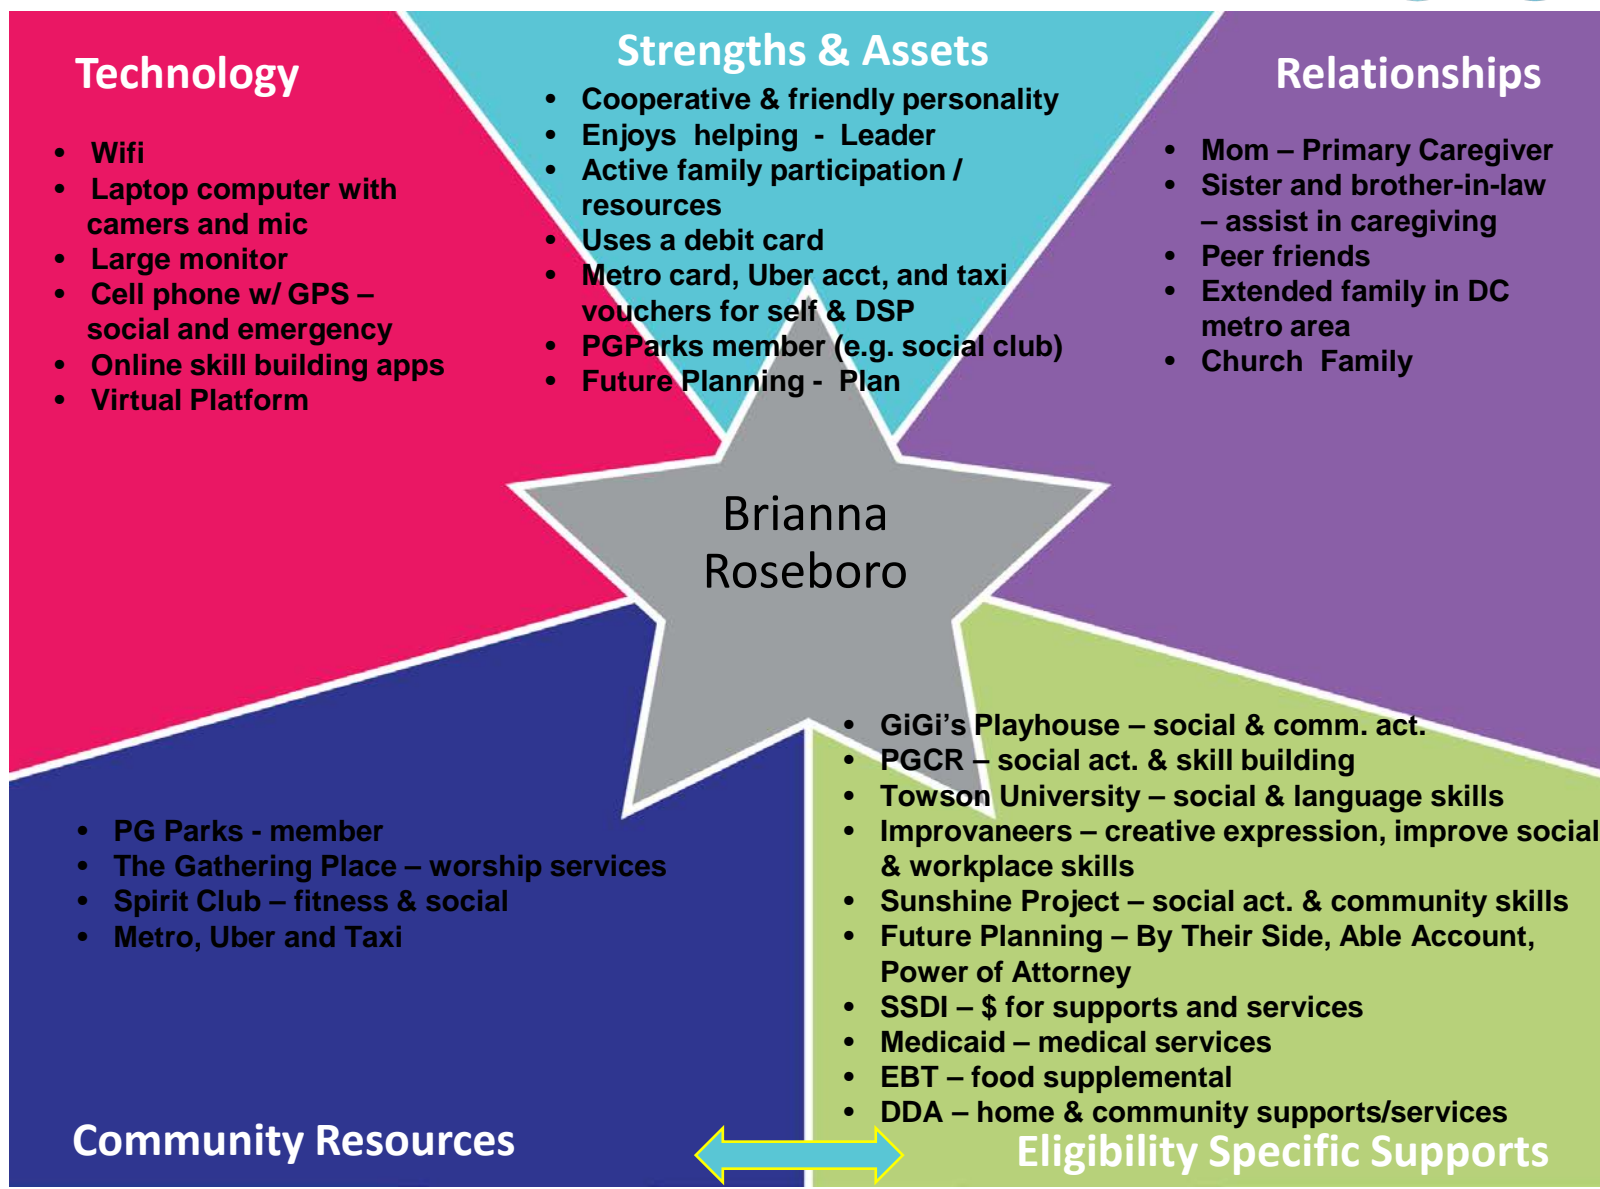 Technology
• Wifi
• Laptop computer with
camers and mic
• Large monitor
• Cell phone w/ GPS –
social and emergency
• Online skill building apps
• Virtual Platform
Strengths & Assets
• Cooperative & friendly personality
• Enjoys helping - Leader
• Active family participation /
resources
• Uses a debit card
• Metro card, Uber acct, and taxi
vouchers for self & DSP
• PGParks member (e.g. social club)
• Future Planning - Plan
Relationships
• Mom – Primary Caregiver
• Sister and brother-in-law
– assist in caregiving
• Peer friends
• Extended family in DC
metro area
• Church Family
Brianna
Roseboro
• PG Parks - member
• The Gathering Place – worship services
• Spirit Club – fitness & social
• Metro, Uber and Taxi
Community Resources
• GiGi’s Playhouse – social & comm. act.
• PGCR – social act. & skill building
• Towson University – social & language skills
• Improvaneers – creative expression, improve social
& workplace skills
• Sunshine Project – social act. & community skills
• Future Planning – By Their Side, Able Account,
Power of Attorney
• SSDI – $ for supports and services
• Medicaid – medical services
• EBT – food supplemental
• DDA – home & community supports/services
Eligibility Specific Supports